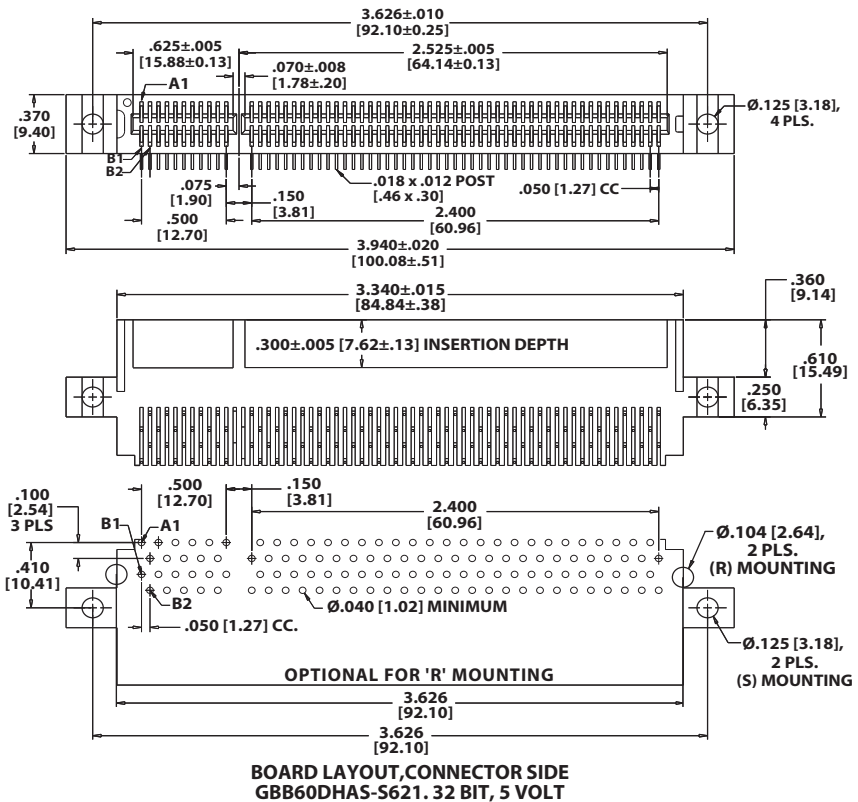 3.626±.010
[92.10±0.25]
.625±.005
[15.88±0.13]
2.525±.005
[64.14±0.13]
.070±.008
[1.78±.20]
A1
.370
[9.40]
Ø.125 [3.18],
4 PLS.
B1
B2
.075
[1.90]
.150
[3.81]
.018 x .012 POST
[.46 x .30]
.050 [1.27] CC
.500
[12.70]
2.400
[60.96]
3.940±.020
[100.08±.51]
3.340±.015
[84.84±.38]
.360
[9.14]
.300±.005 [7.62±.13] INSERTION DEPTH
.610
[15.49]
.250
[6.35]
.500
[12.70]
.150
[3.81]
.100
[2.54]
3 PLS
2.400
[60.96]
B1
A1
Ø.104 [2.64],
2 PLS.
(R) MOUNTING
.410
[10.41]
B2
Ø.040 [1.02] MINIMUM
.050 [1.27] CC.
Ø.125 [3.18],
2 PLS.
(S) MOUNTING
OPTIONAL FOR 'R' MOUNTING
3.626
[92.10]
3.626
[92.10]
BOARD LAYOUT,CONNECTOR SIDE
GBB60DHAS-S621. 32 BIT, 5 VOLT